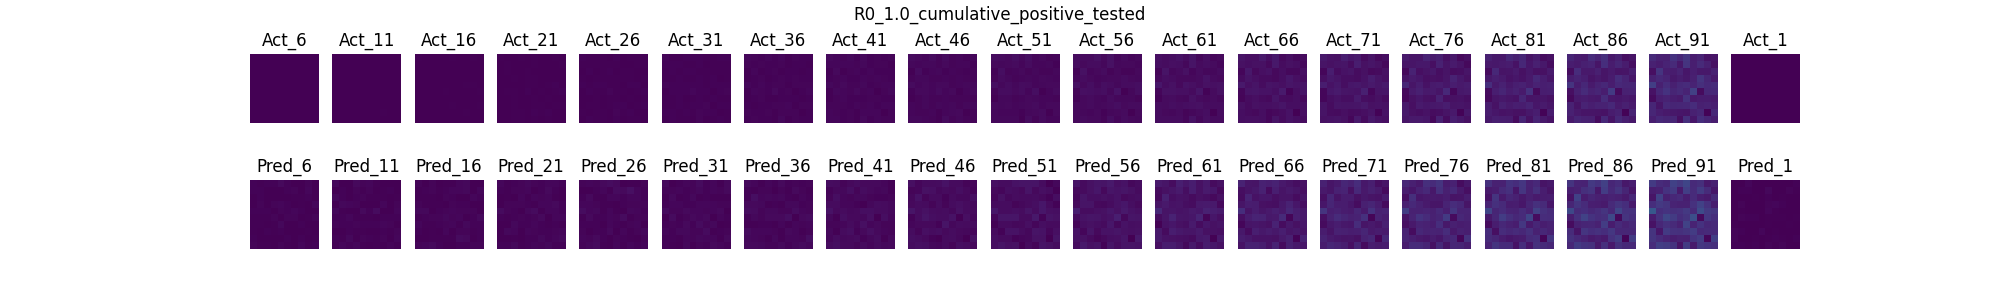 R0_1.0_cumulative_positive_tested
Act_6 Act_11 Act_16 Act_21 Act_26 Act_31 Act_36 Act_41 Act_46 Act_51 Act_56 Act_61 Act_66 Act_71 Act_76 Act_81 Act_86 Act_91 Act_1
Pred_6 Pred_11 Pred_16 Pred_21 Pred_26 Pred_31 Pred_36 Pred_41 Pred_46 Pred_51 Pred_56 Pred_61 Pred_66 Pred_71 Pred_76 Pred_81 Pred_86 Pred_91 Pred_1